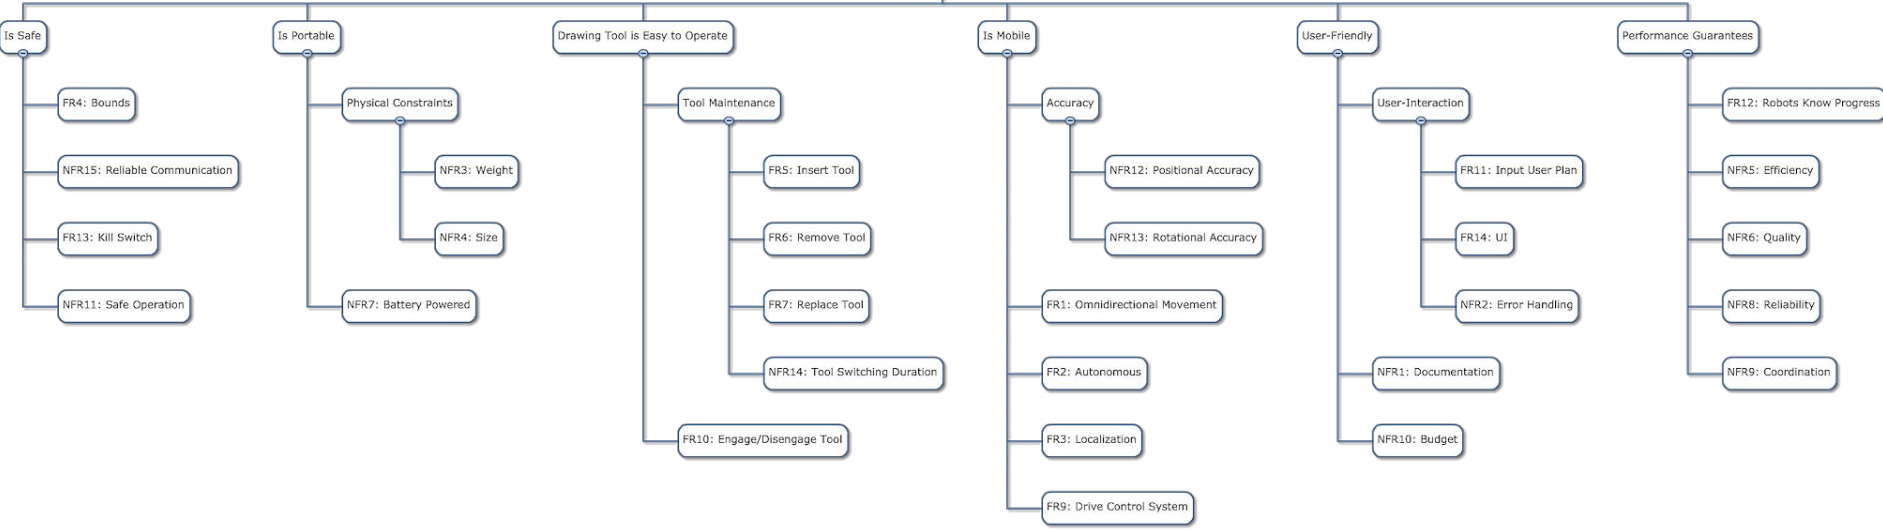 Is Safe
FR4: Bounds
NFR15: Reliable Communication
FR13: Kill Switch
NFR11: Safe Operation
Is Portable
Physical Constraints
NFR3: Weight
NFR4: Size
NFR7: Battery Powered
Drawing Tool is Easy to Operate
Tool Maintenance
FR5: Insert Tool
FR6: Remove Tool
FR7: Replace Tool
NFR14: Tool Switching Duration
FR10: Engage/Disengage Tool
Is Mobile
Accuracy
NFR12: Positional Accuracy
NFR13: Rotational Accuracy
FR1: Omnidirectional Movement
FR2: Autonomous
FR3: Localization
FR9: Drive Control System
User-Friendly
User-Interaction
FR11: Input User Plan
FR14: UI
NFR2: Error Handling
NFR1: Documentation
NFR10: Budget
Performance Guarantees
FR12: Robots Know Progress
NFR5: Efficiency
NFR6: Quality
NFR8: Reliability
NFR9: Coordination